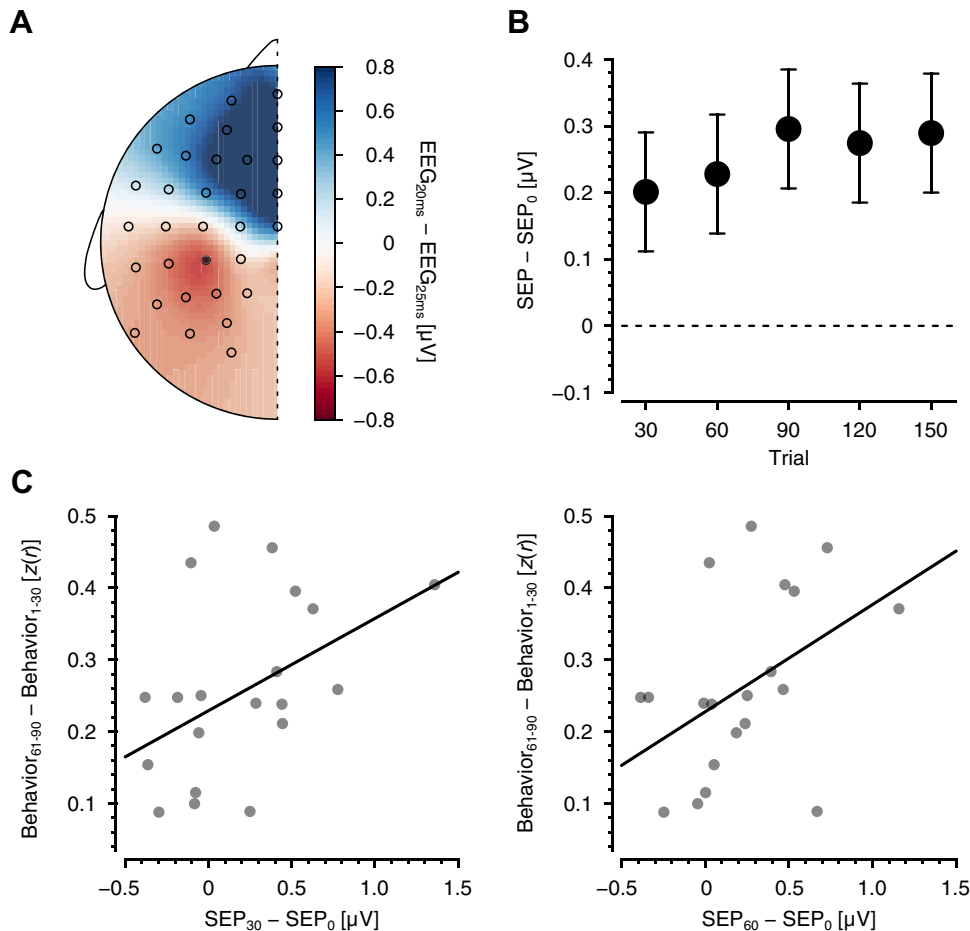 A
0.8
0.6
0.4
0.2
0
−0.2
−0.4
−0.6
−0.8
EEG20ms − EEG25ms [µV]
B
0.4
0.3
0.2
0.1
0
−0.1
SEP − SEP0 [µV]
30 60 90 120 150
Trial
C
0.5
0.4
0.3
0.2
0.1
Behavior61-90 − Behavior1-30 [z(r)]
−0.5 0 0.5 1.0 1.5
SEP30 − SEP0 [µV]
0.5
0.4
0.3
0.2
0.1
Behavior61-90 − Behavior1-30 [z(r)]
−0.5 0 0.5 1.0 1.5
SEP60 − SEP0 [µV]